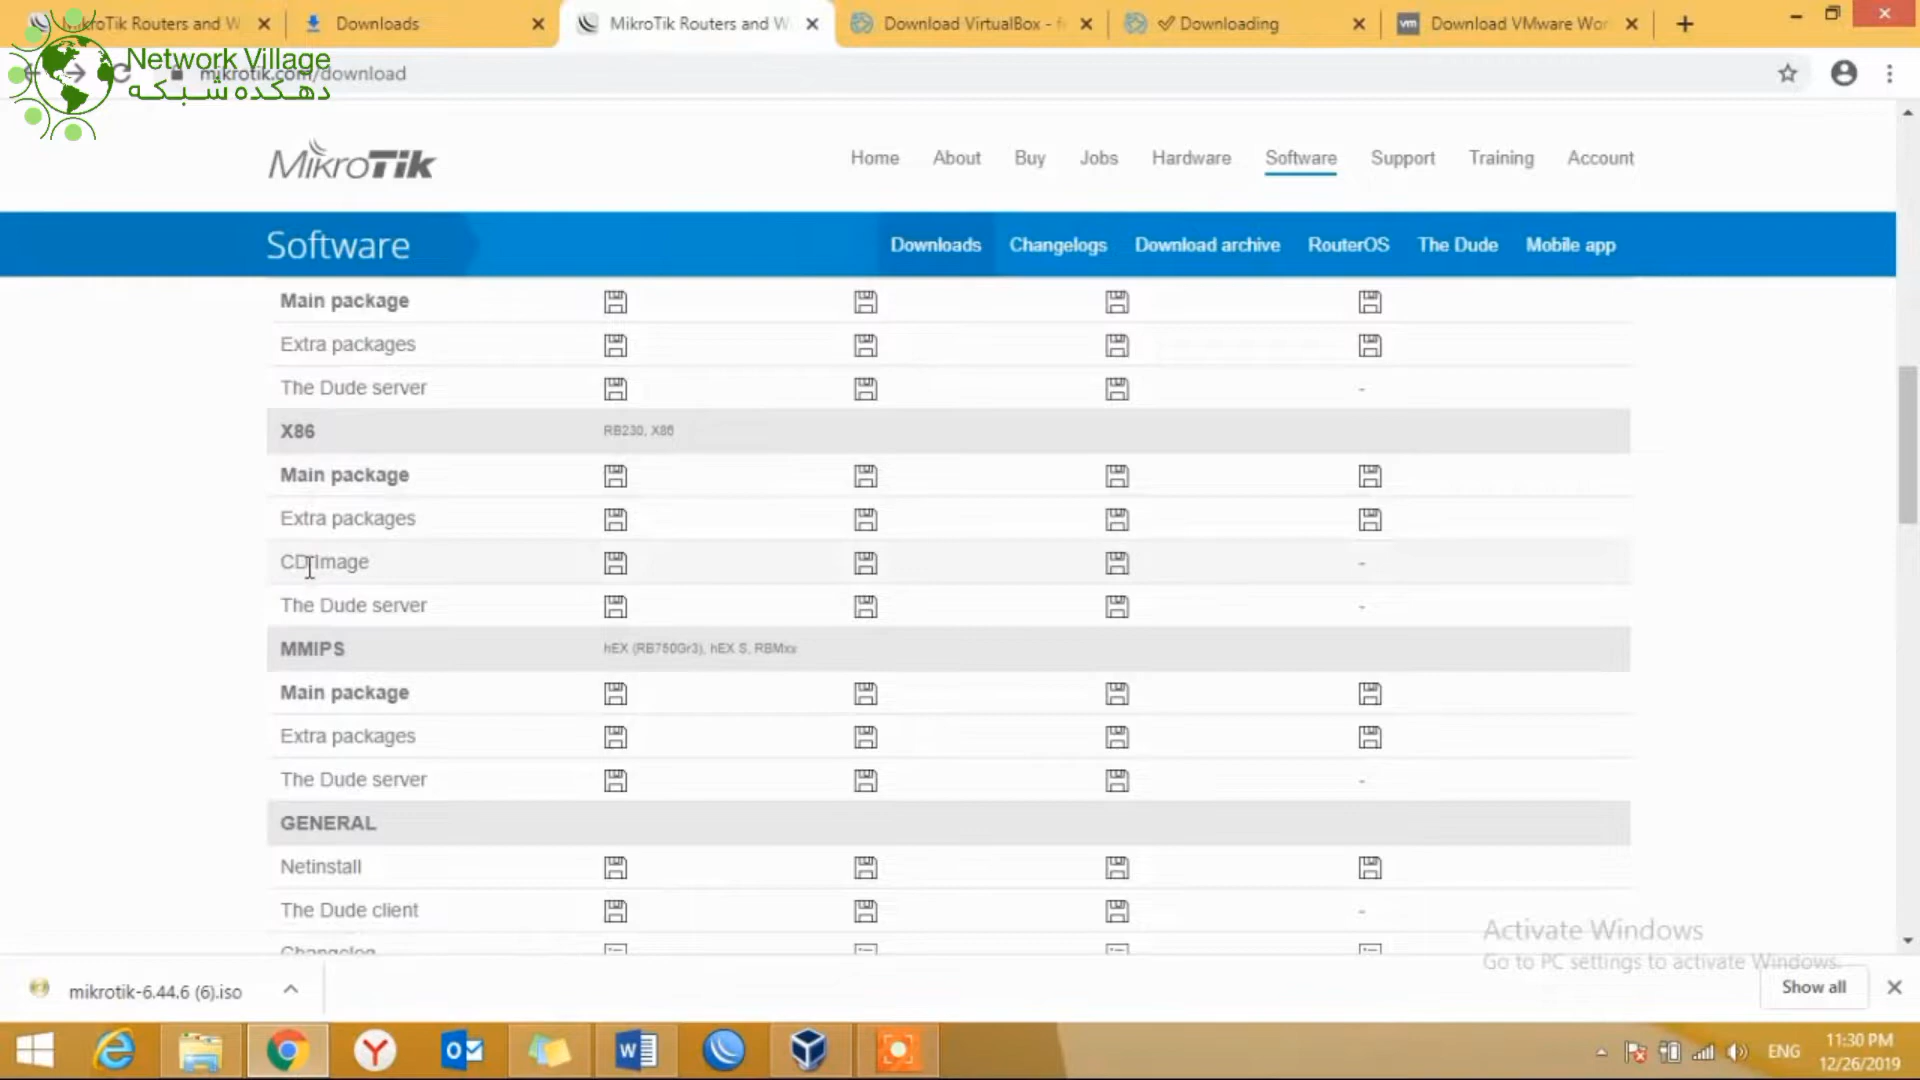 MikroTik Routers and W
Downloads
MikroTik Routers and W
Download VirtualBox - f
Downloading
vm
Download VMware Wor
Network Village
دهکده شبکه
mikrotik.com/download
MikroTik
Home
About
Buy
Jobs
Hardware
Software
Support
Training
Account
Software
Downloads
Changelogs
Download archive
RouterOS
The Dude
Mobile app
Main package
Extra packages
The Dude server
-
X86
RB230, X86
Main package
Extra packages
CD Image
-
The Dude server
-
MMIPS
hEX (RB750Gr3), hEX S, RBMxx
Main package
Extra packages
The Dude server
-
GENERAL
Netinstall
The Dude client
-
Changelog
Activate Windows
Go to PC settings to activate Windows.
mikrotik-6.44.6 (6).iso
Show all
ENG
11:30 PM
12/26/2019